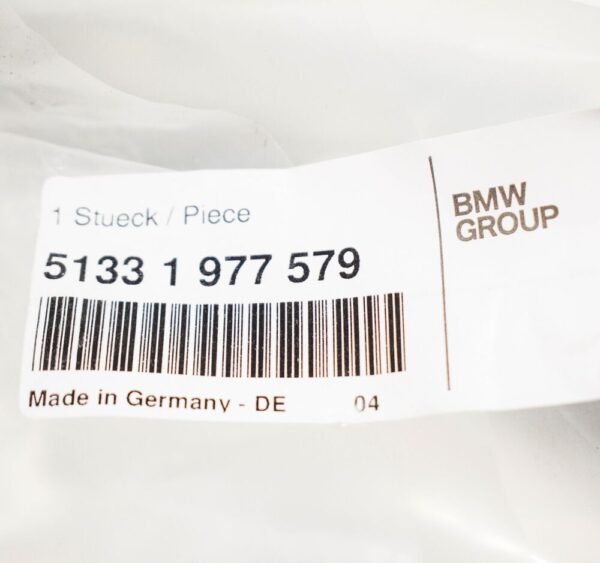 1 Stueck / Piece
5133 1 977 579
Made in Germany - DE 04
BMW
GROUP